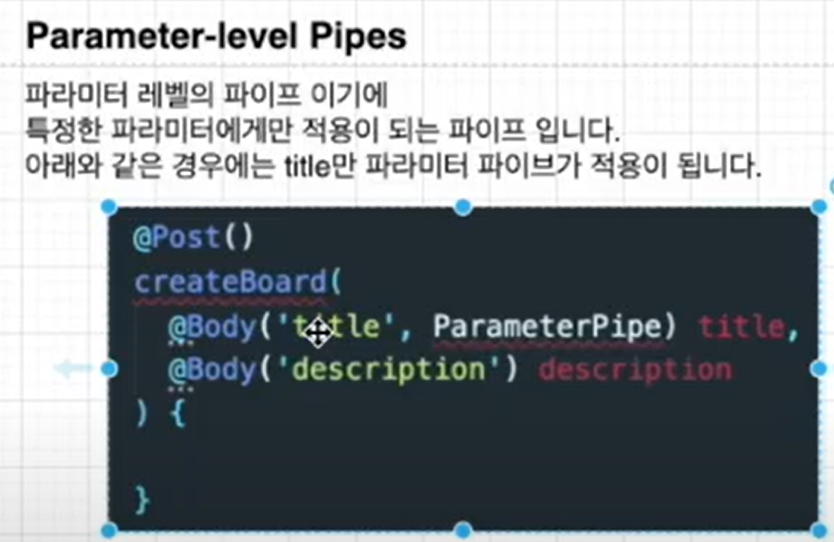 Parameter-level Pipes
파라미터 레벨의 파이프 이기에
특정한 파라미터에게만 적용이 되는 파이프 입니다.
아래와 같은 경우에는 title만 파라미터 파이브가 적용이 됩니다.
@Post()
createBoard(
@Body('title', ParameterPipe) title,
@Body('description') description
) {
}